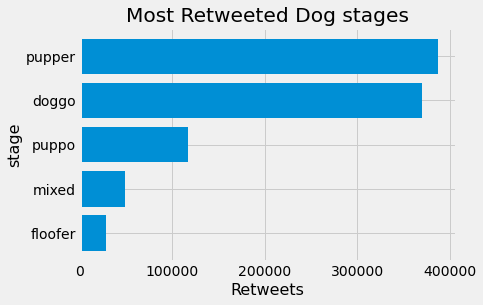 Most Retweeted Dog stages
pupper
doggo
puppo
mixed
floofer
stage
0 100000 200000 300000 400000
Retweets